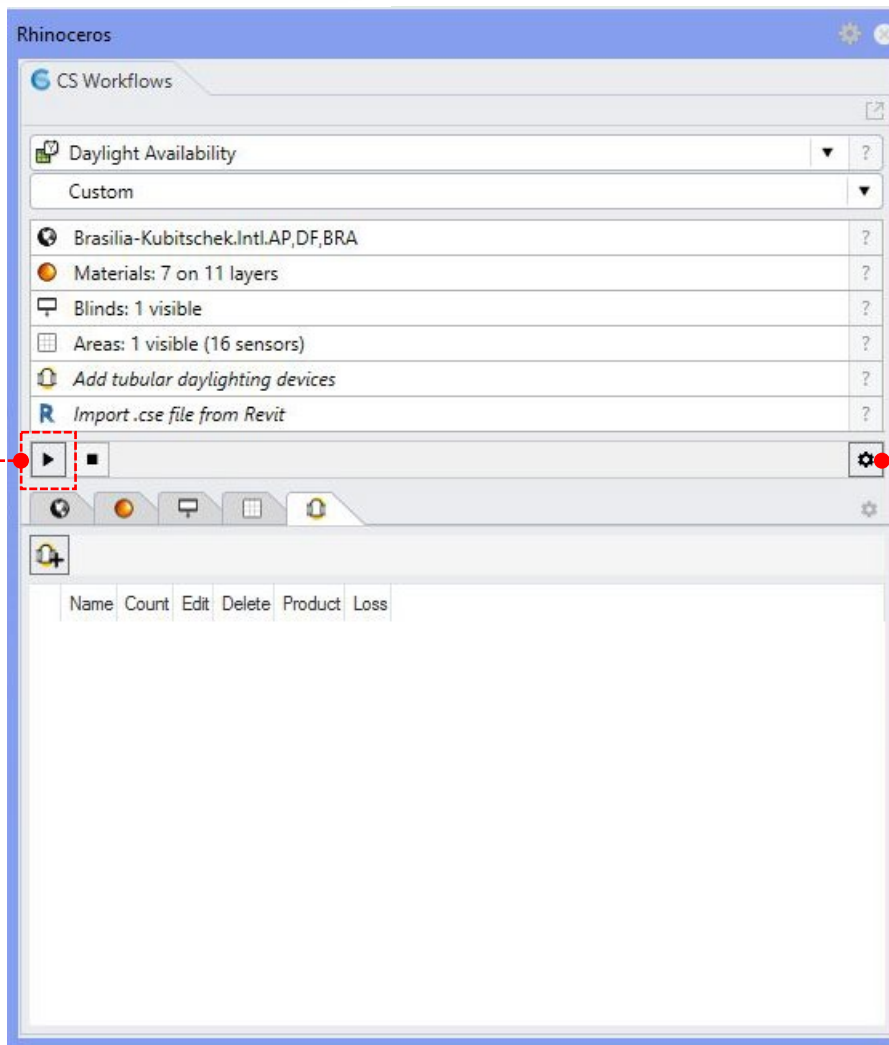 Rhinoceros
CS Workflows
Daylight Availability ?
Custom
Brasilia-Kubitschek.Intl.AP,DF,BRA ?
Materials: 7 on 11 layers ?
Blinds: 1 visible ?
Areas: 1 visible (16 sensors) ?
Add tubular daylighting devices ?
R Import .cse file from Revit ?
Name Count Edit Delete Product Loss